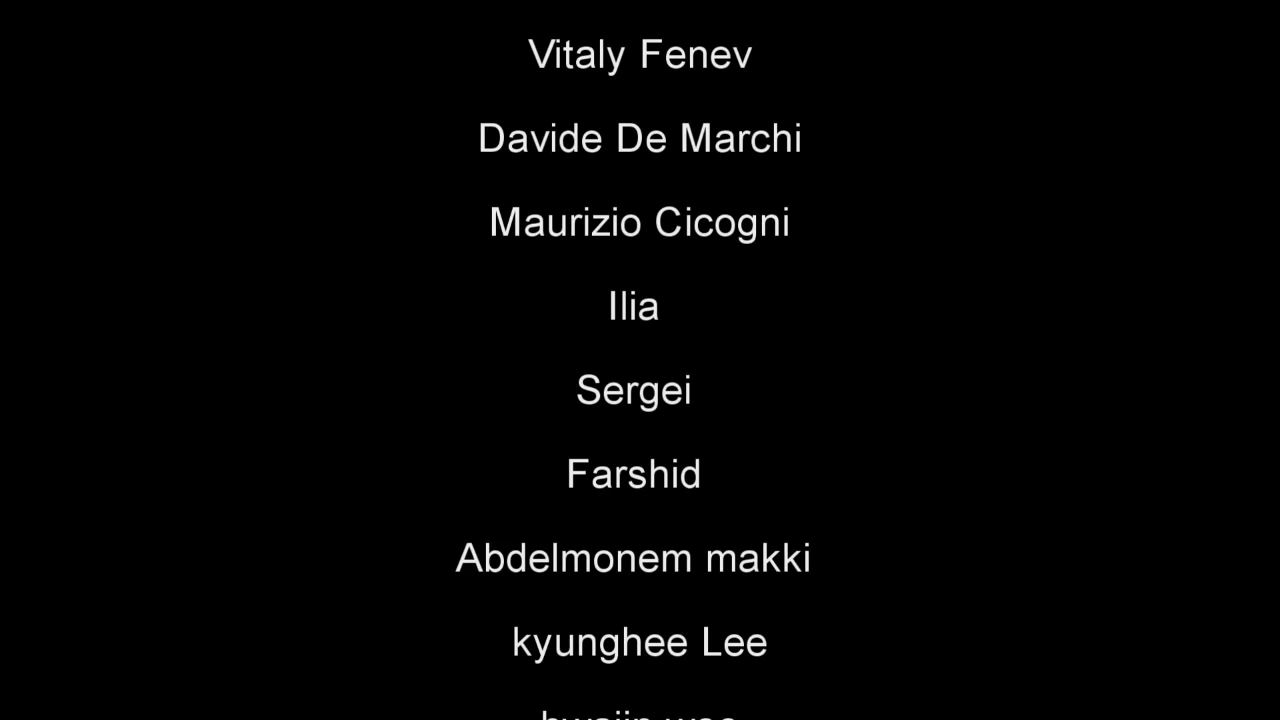 Vitaly Fenev
Davide De Marchi
Maurizio Cicogni
Ilia
Sergei
Farshid
Abdelmonem makki
kyunghee Lee